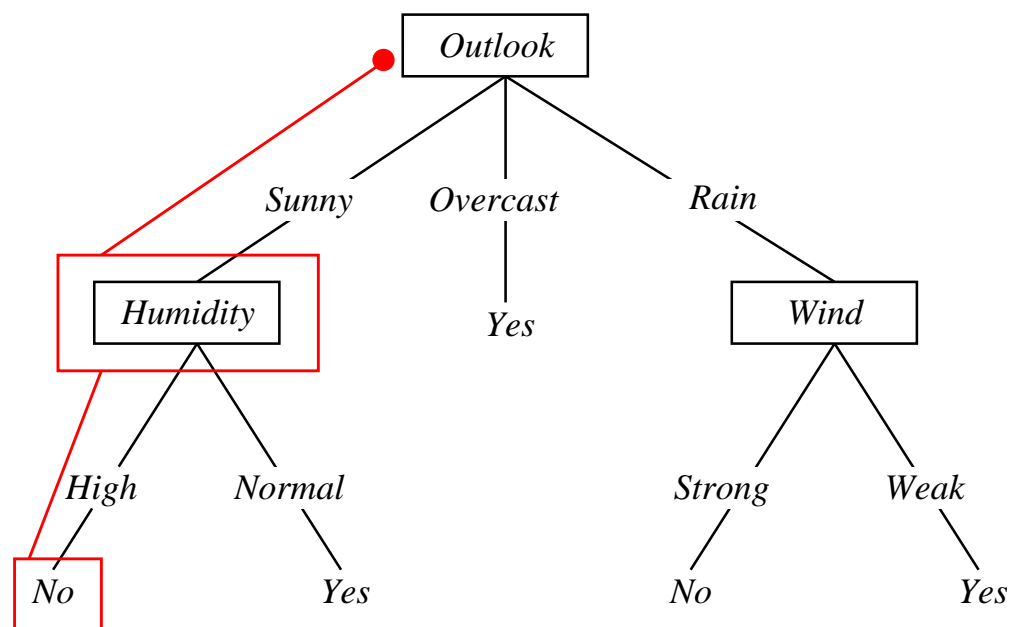 Outlook
Sunny Overcast Rain
Humidity Yes Wind
High Normal Strong Weak
No Yes No Yes